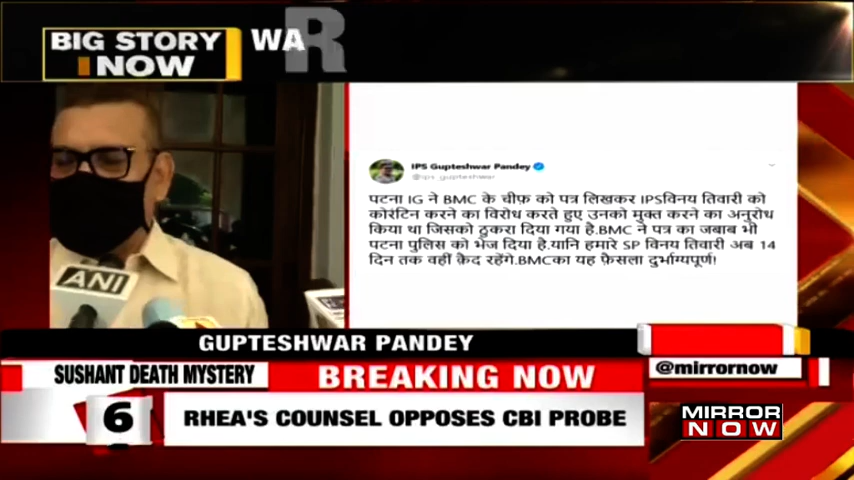 BIG STORY
NOW
WAR
IPS Gupteshwar Pandey
@ips_gupteshwar
पटना IG ने BMC के चीफ़ को पत्र लिखकर IPSविनय तिवारी को
कोरंटिन करने का विरोध करते हुए उनको मुक्त करने का अनुरोध
किया था जिसको ठुकरा दिया गया है.BMC ने पत्र का जबाब भी
पटना पुलिस को भेज दिया है.यानि हमारे SP विनय तिवारी अब 14
दिन तक वहीं क़ैद रहेंगे.BMCका यह फ़ैसला दुर्भाग्यपूर्ण!
ANI
GUPTESHWAR PANDEY
SUSHANT DEATH MYSTERY
BREAKING NOW
@mirrornow
6
RHEA'S COUNSEL OPPOSES CBI PROBE
MIRROR
NOW